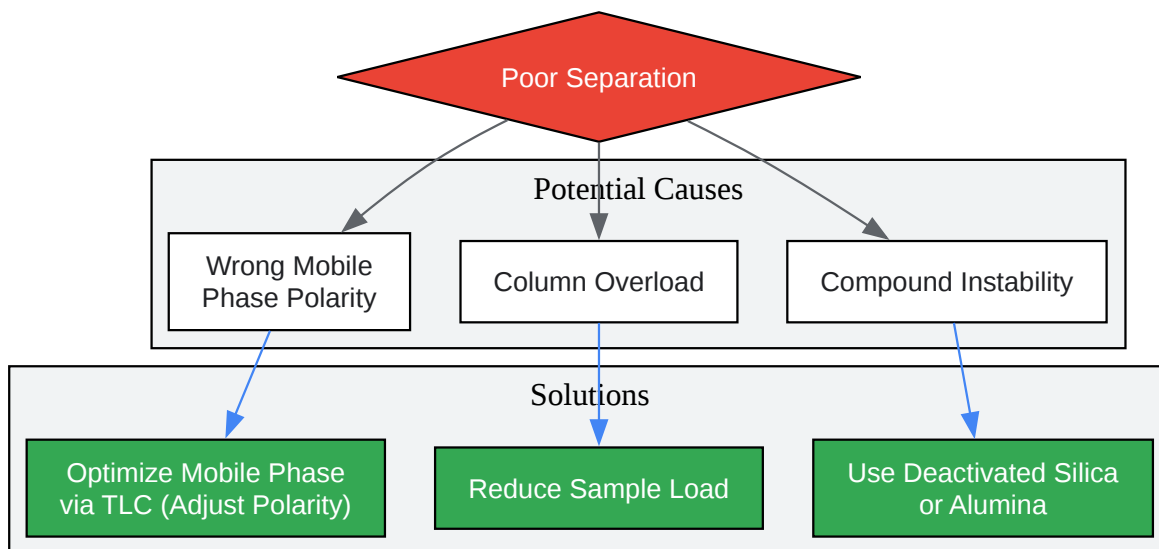 Poor Separation
Potential Causes
Wrong Mobile
Phase Polarity
Column Overload
Compound Instability
Solutions
Optimize Mobile Phase
via TLC (Adjust Polarity)
Reduce Sample Load
Use Deactivated Silica
or Alumina